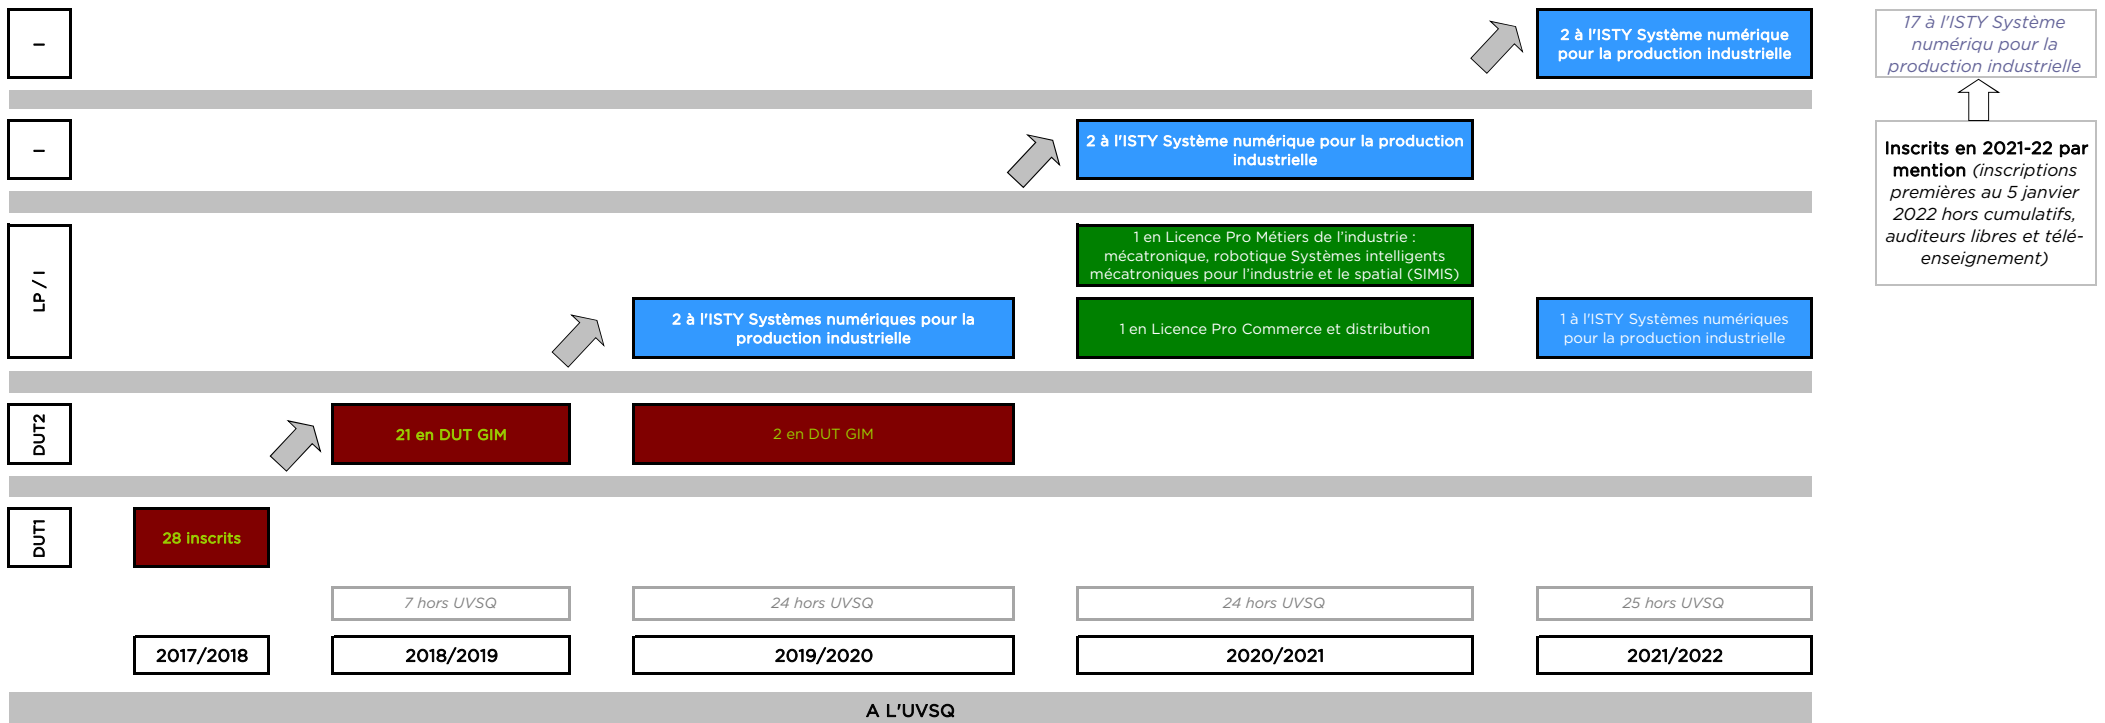 –
2 à l'ISTY Système numérique
pour la production industrielle
17 à l'ISTY Système
numériqu pour la
production industrielle
–
2 à l'ISTY Système numérique pour la production
industrielle
Inscrits en 2021-22 par
mention (inscriptions
premières au 5 janvier
2022 hors cumulatifs,
auditeurs libres et télé-
enseignement)
LP / I
1 en Licence Pro Métiers de l'industrie :
mécatronique, robotique Systèmes intelligents
mécatroniques pour l'industrie et le spatial (SIMIS)
2 à l'ISTY Systèmes numériques pour la
production industrielle
1 en Licence Pro Commerce et distribution
1 à l'ISTY Systèmes numériques
pour la production industrielle
DUT2
21 en DUT GIM
2 en DUT GIM
DUT1
28 inscrits
7 hors UVSQ
24 hors UVSQ
24 hors UVSQ
25 hors UVSQ
2017/2018
2018/2019
2019/2020
2020/2021
2021/2022
A L'UVSQ